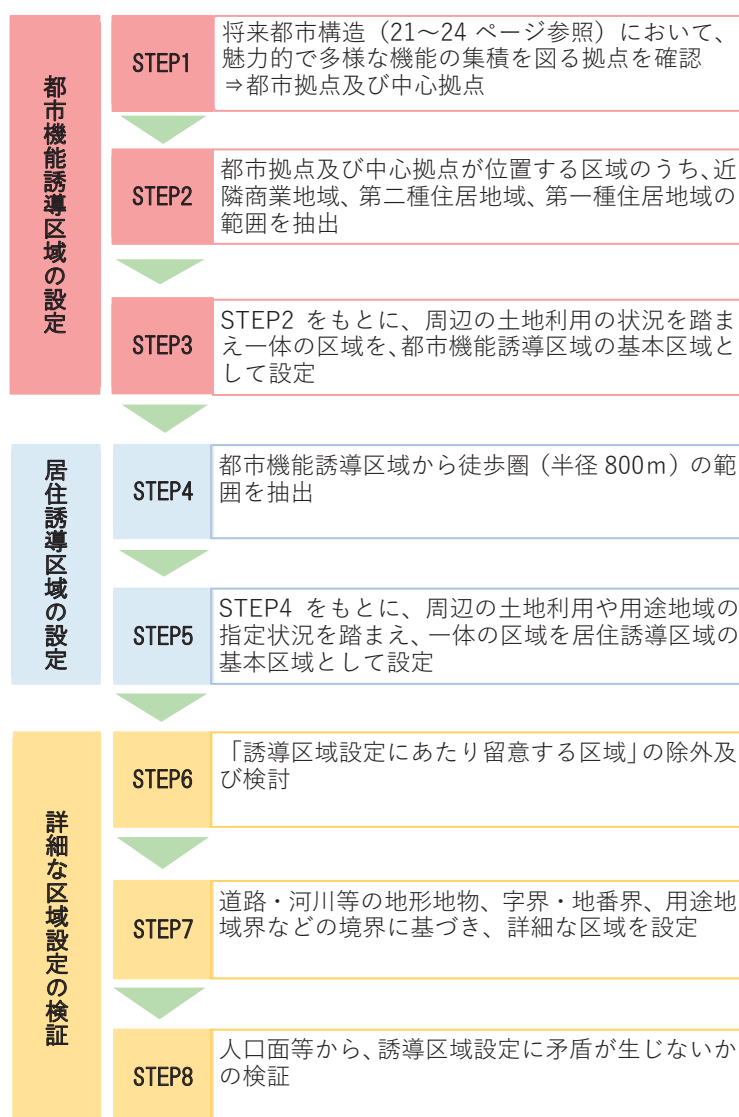 都市機能誘導区域の設定
STEP1
将来都市構造（21～24 ページ参照）において、
魅力的で多様な機能の集積を図る拠点を確認
⇒都市拠点及び中心拠点
STEP2
都市拠点及び中心拠点が位置する区域のうち、近
隣商業地域、第二種住居地域、第一種住居地域の
範囲を抽出
STEP3
STEP2 をもとに、周辺の土地利用の状況を踏ま
え一体の区域を、都市機能誘導区域の基本区域と
して設定
居住誘導区域の設定
STEP4
都市機能誘導区域から徒歩圏（半径 800ｍ）の範
囲を抽出
STEP5
STEP4 をもとに、周辺の土地利用や用途地域の
指定状況を踏まえ、一体の区域を居住誘導区域の
基本区域として設定
詳細な区域設定の検証
STEP6
「誘導区域設定にあたり留意する区域」の除外及
び検討
STEP7
道路・河川等の地形地物、字界・地番界、用途地
域界などの境界に基づき、詳細な区域を設定
STEP8
人口面等から、誘導区域設定に矛盾が生じないか
の検証